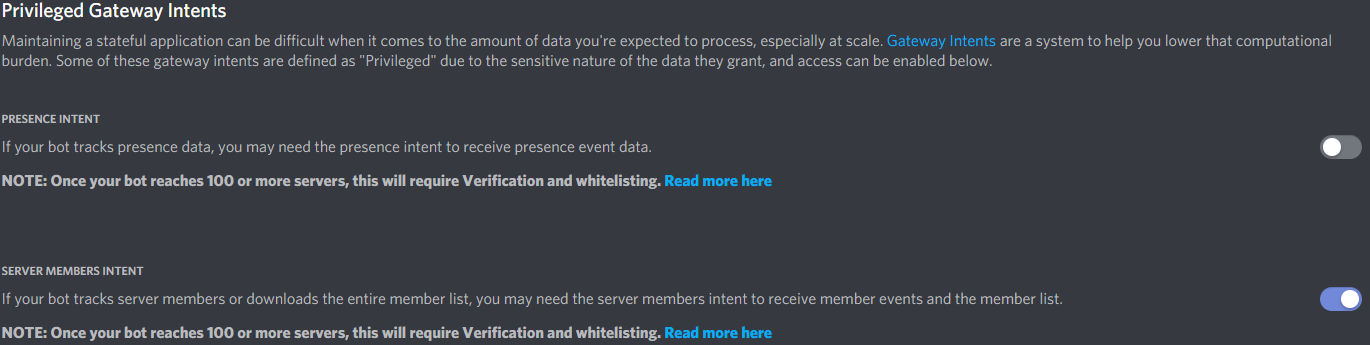 Privileged Gateway Intents
Maintaining a stateful application can be difficult when it comes to the amount of data you're expected to process, especially at scale. Gateway Intents are a system to help you lower that computational
burden. Some of these gateway intents are defined as "Privileged" due to the sensitive nature of the data they grant, and access can be enabled below.
PRESENCE INTENT
If your bot tracks presence data, you may need the presence intent to receive presence event data.
NOTE: Once your bot reaches 100 or more servers, this will require Verification and whitelisting. Read more here
SERVER MEMBERS INTENT
If your bot tracks server members or downloads the entire member list, you may need the server members intent to receive member events and the member list.
NOTE: Once your bot reaches 100 or more servers, this will require Verification and whitelisting. Read more here